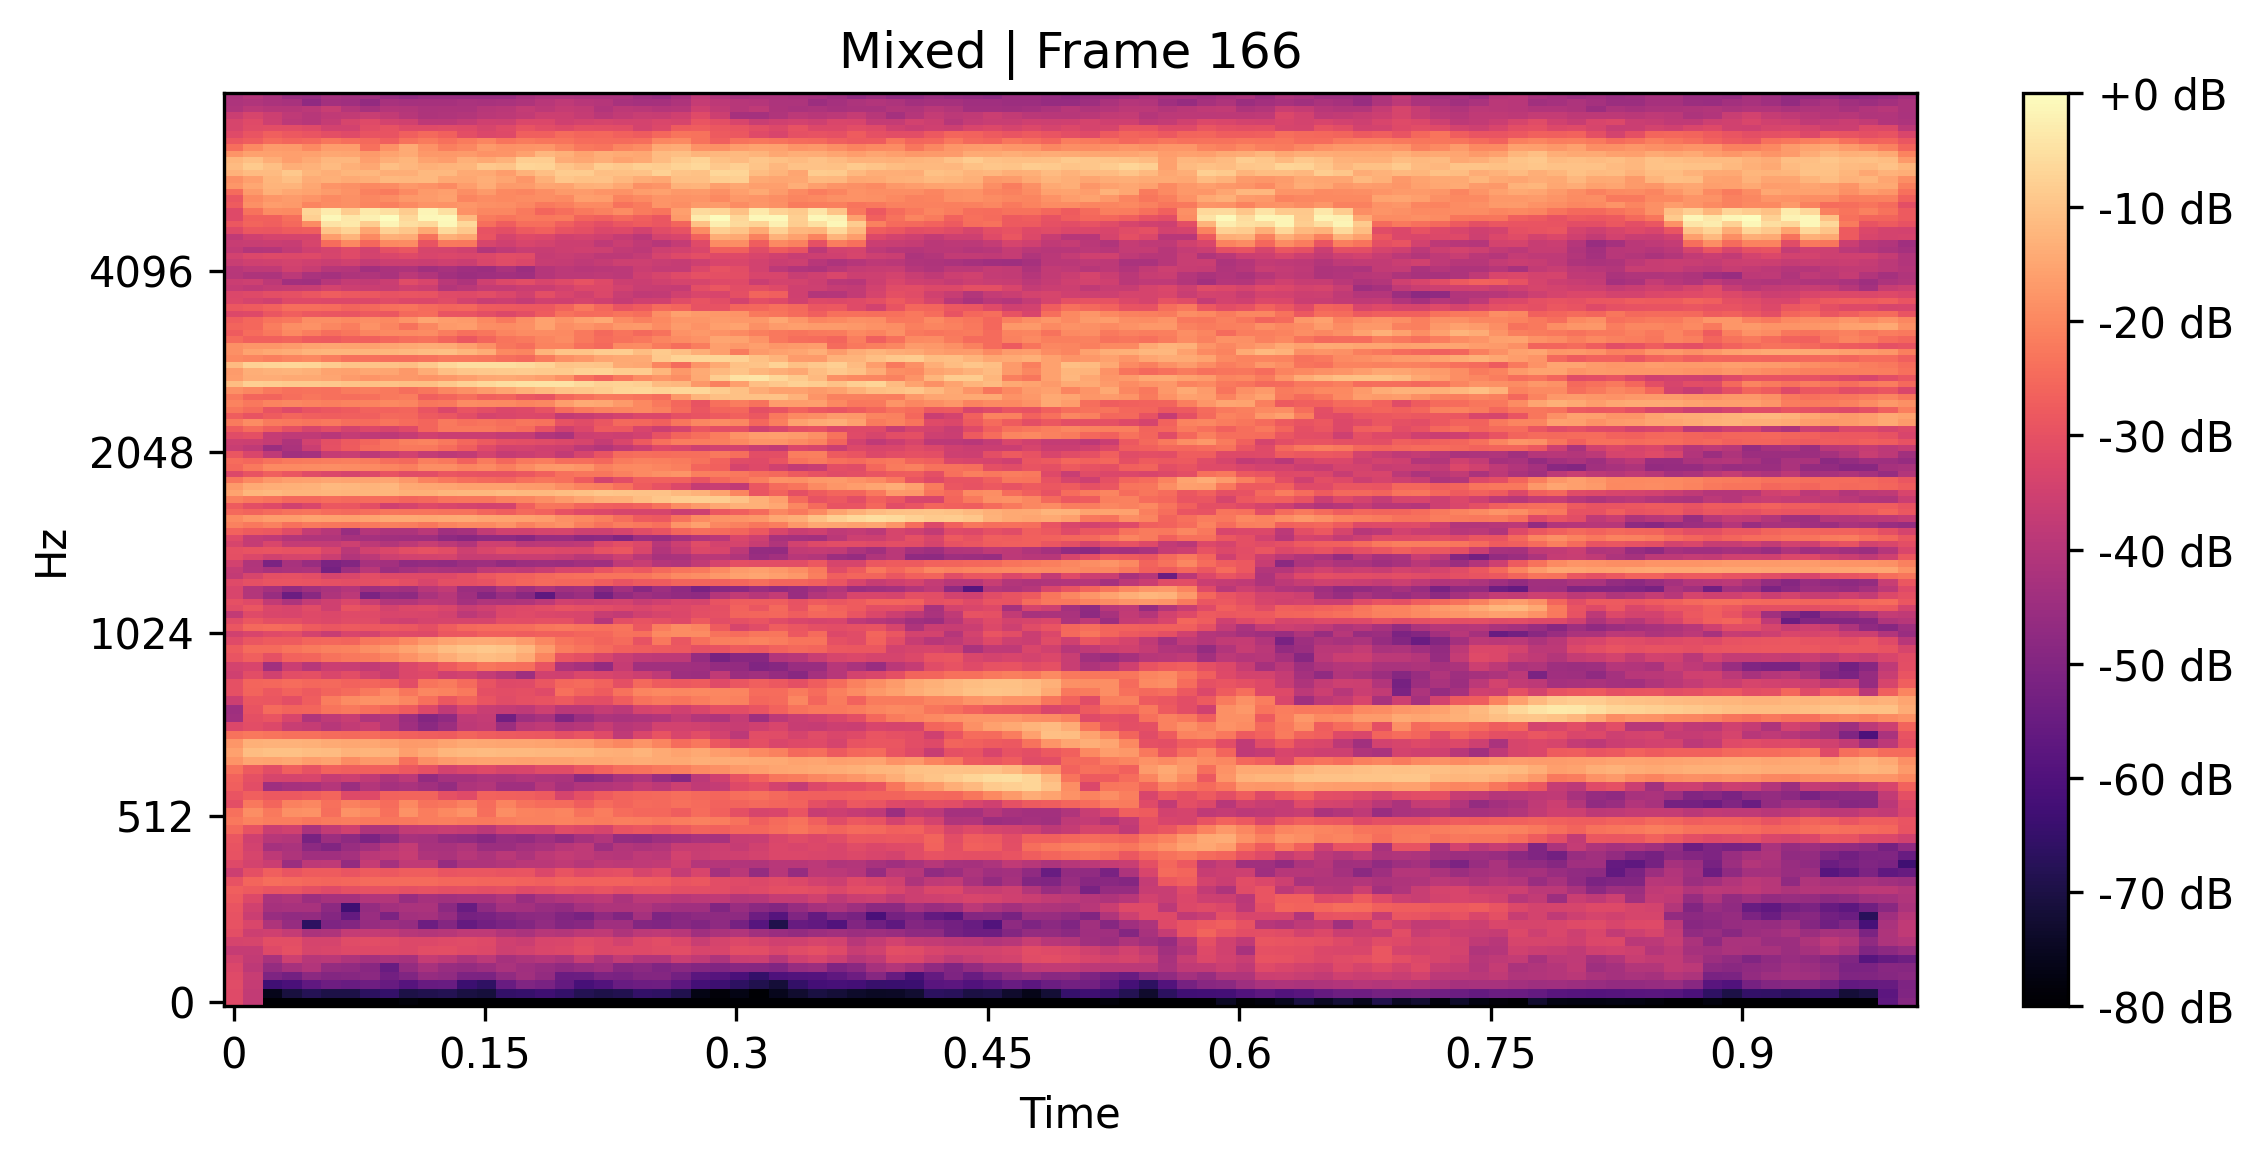 Mixed | Frame 166
+0 dB
-10 dB
-20 dB
-30 dB
-40 dB
-50 dB
-60 dB
-70 dB
-80 dB
Hz
4096
2048
1024
512
0
0 0.15 0.3 0.45 0.6 0.75 0.9
Time